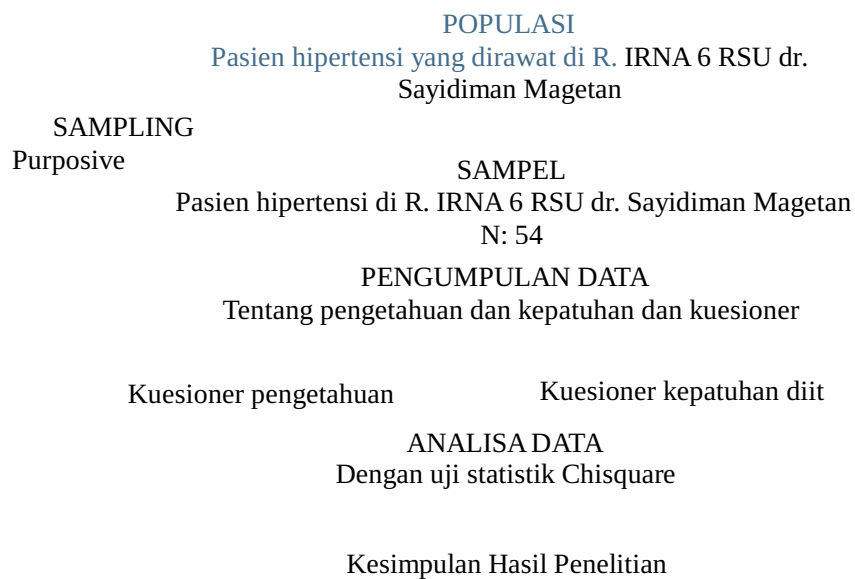 POPULASI
Pasien hipertensi yang dirawat di R. IRNA 6 RSU dr.
Sayidiman Magetan
SAMPLING
Purposive
SAMPEL
Pasien hipertensi di R. IRNA 6 RSU dr. Sayidiman Magetan
N: 54
PENGUMPULAN DATA
Tentang pengetahuan dan kepatuhan dan kuesioner
Kuesioner pengetahuan
Kuesioner kepatuhan diit
ANALISA DATA
Dengan uji statistik Chisquare
Kesimpulan Hasil Penelitian